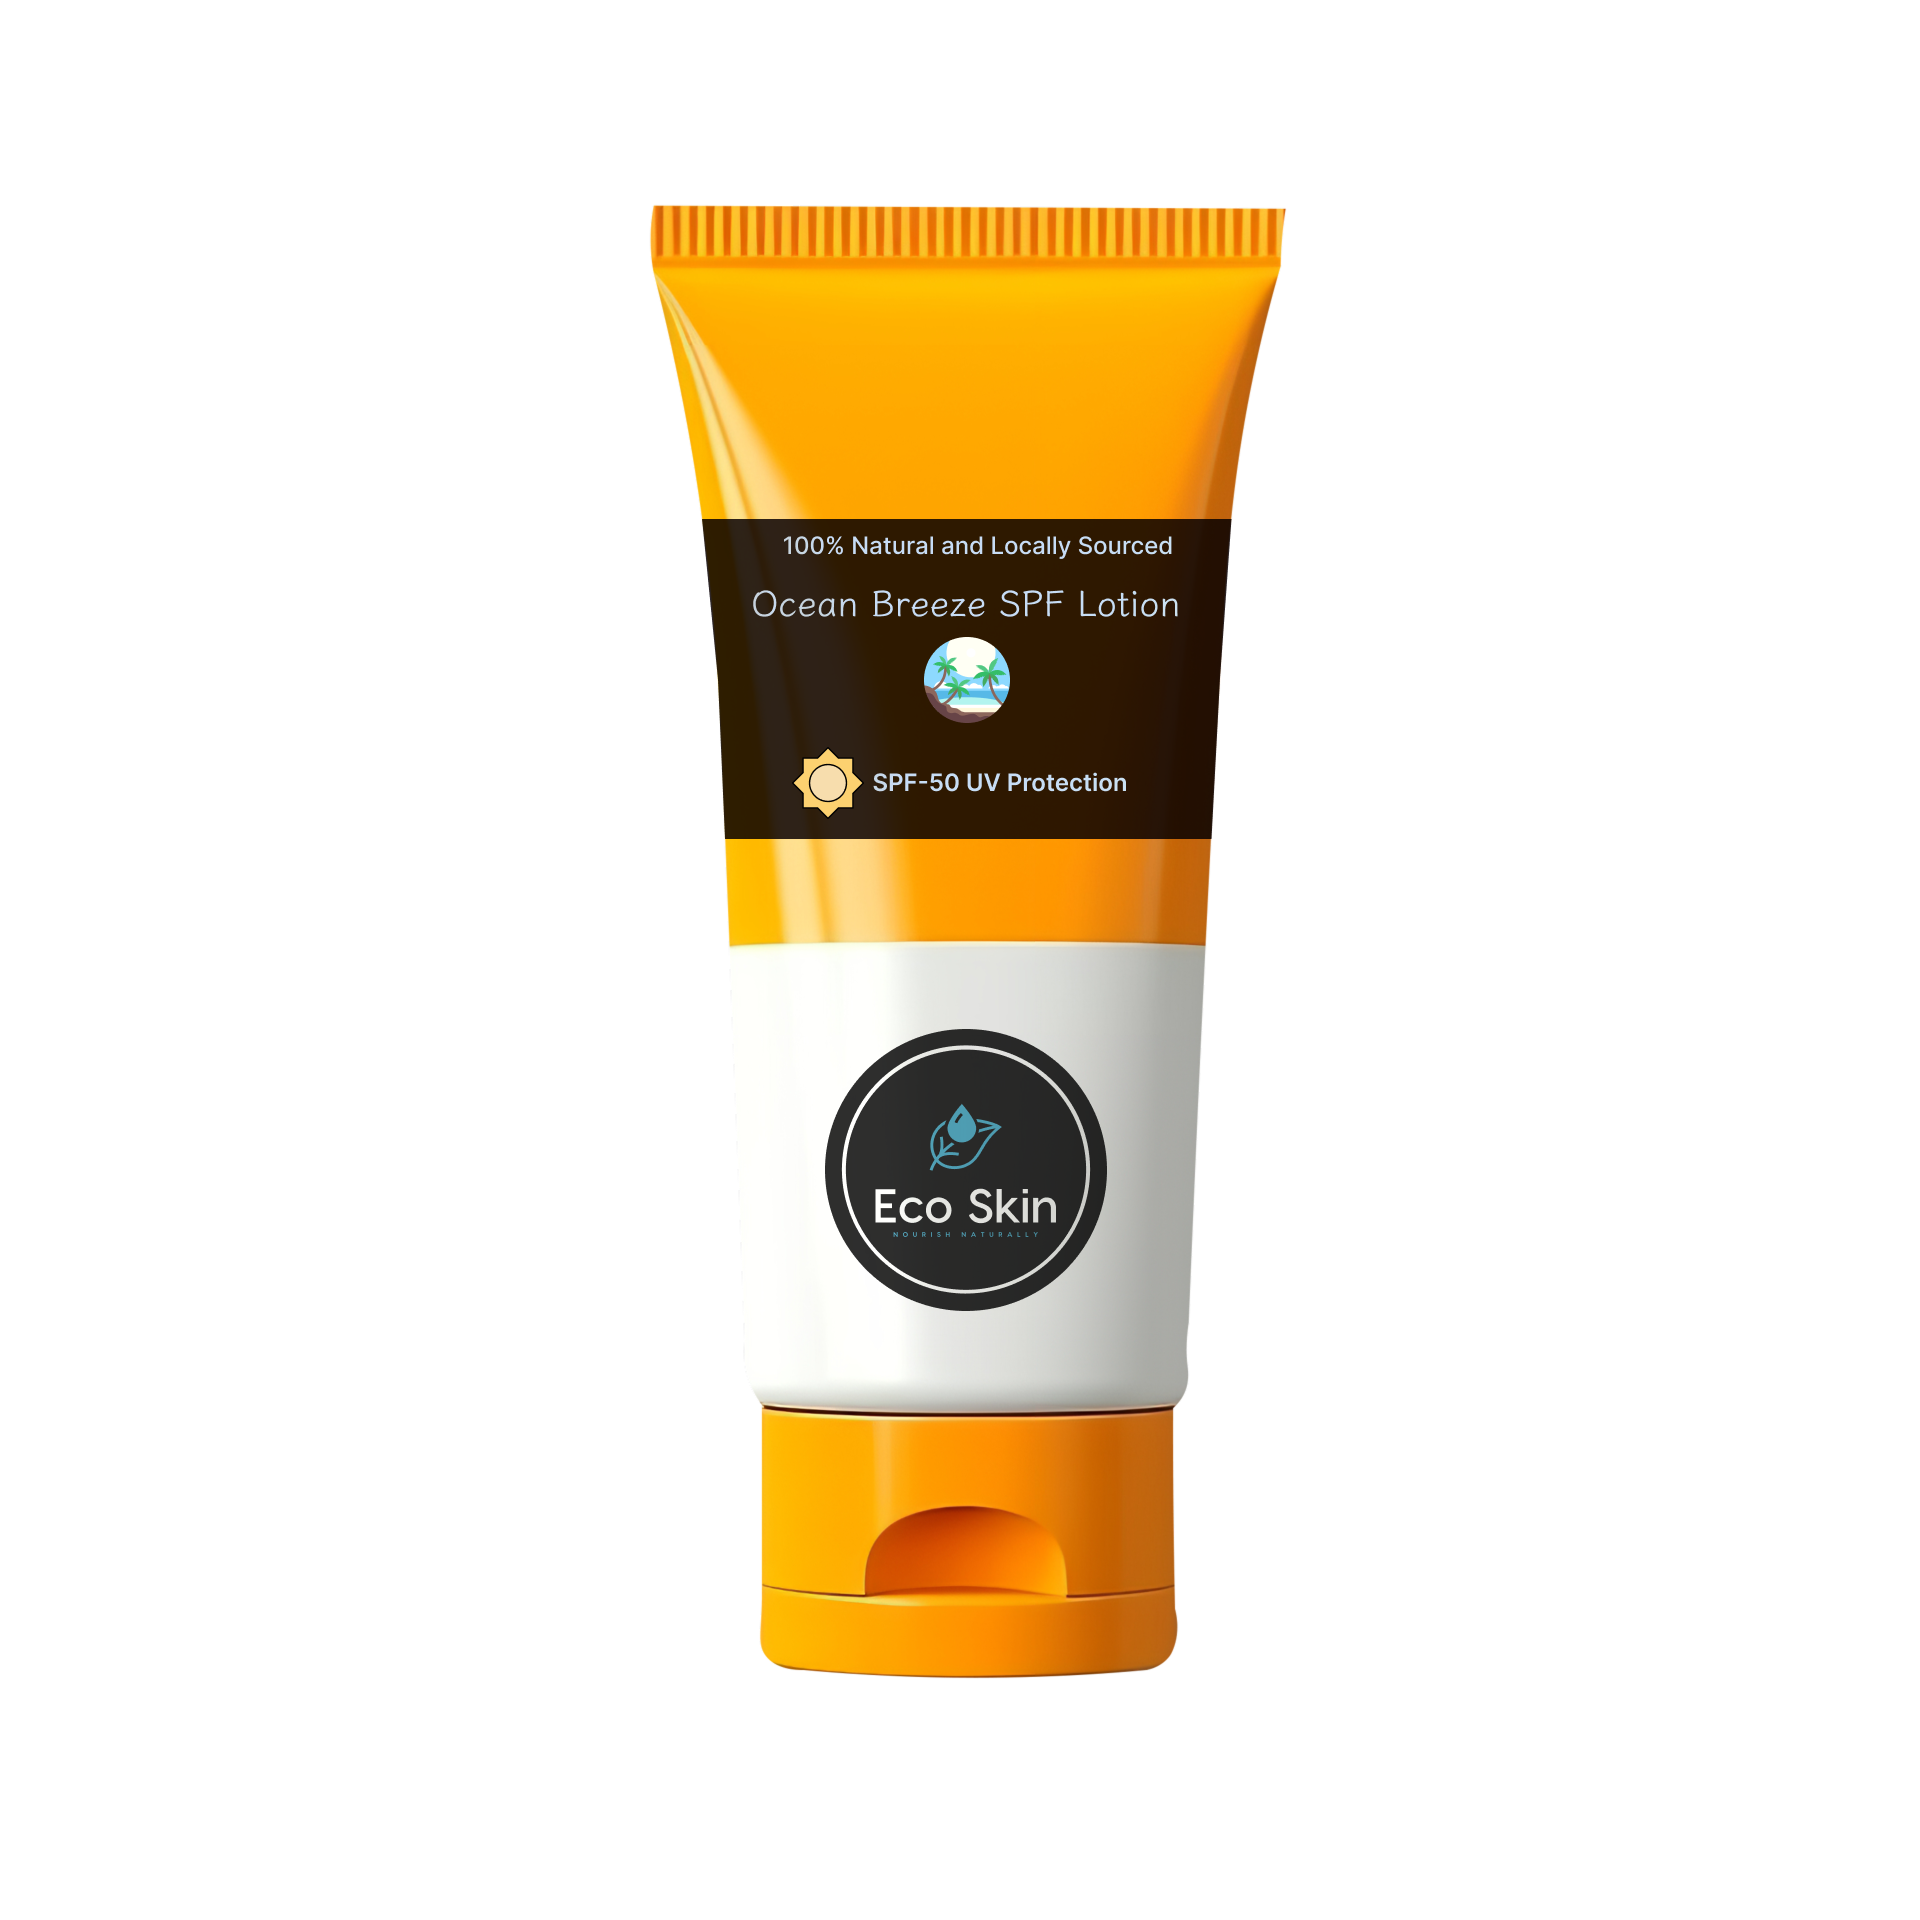 100% Natural and Locally Sourced
Ocean Breeze SPF Lotion
SPF-50 UV Protection
Eco Skin
NOURISH NATURALLY